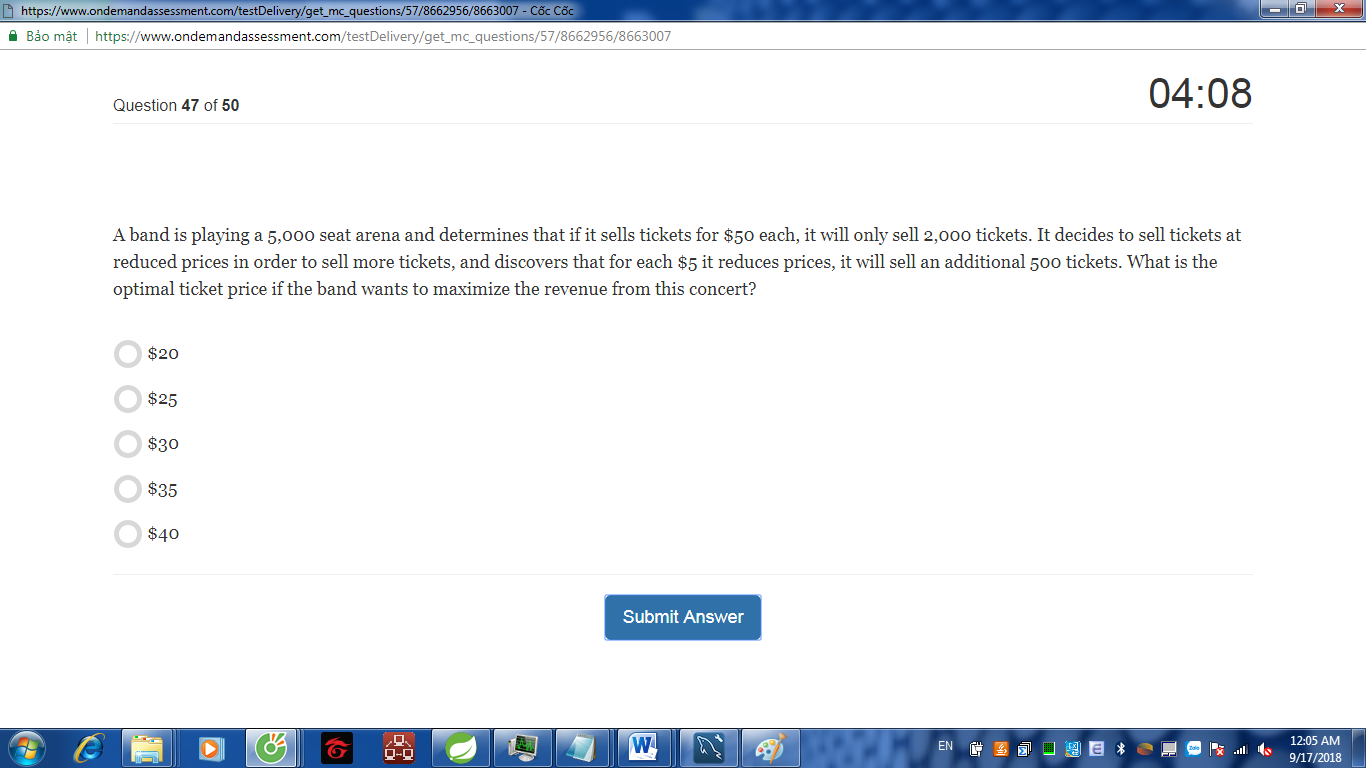 https://www.ondemandassessment.com/testDelivery/get_mc_questions/57/8662956/8663007 - Cốc Cốc
Bảo mật | https://www.ondemandassessment.com/testDelivery/get_mc_questions/57/8662956/8663007
Question 47 of 50
04:08
A band is playing a 5,000 seat arena and determines that if it sells tickets for $50 each, it will only sell 2,000 tickets. It decides to sell tickets at
reduced prices in order to sell more tickets, and discovers that for each $5 it reduces prices, it will sell an additional 500 tickets. What is the
optimal ticket price if the band wants to maximize the revenue from this concert?
$20
$25
$30
$35
$40
Submit Answer
EN
12:05 AM
9/17/2018